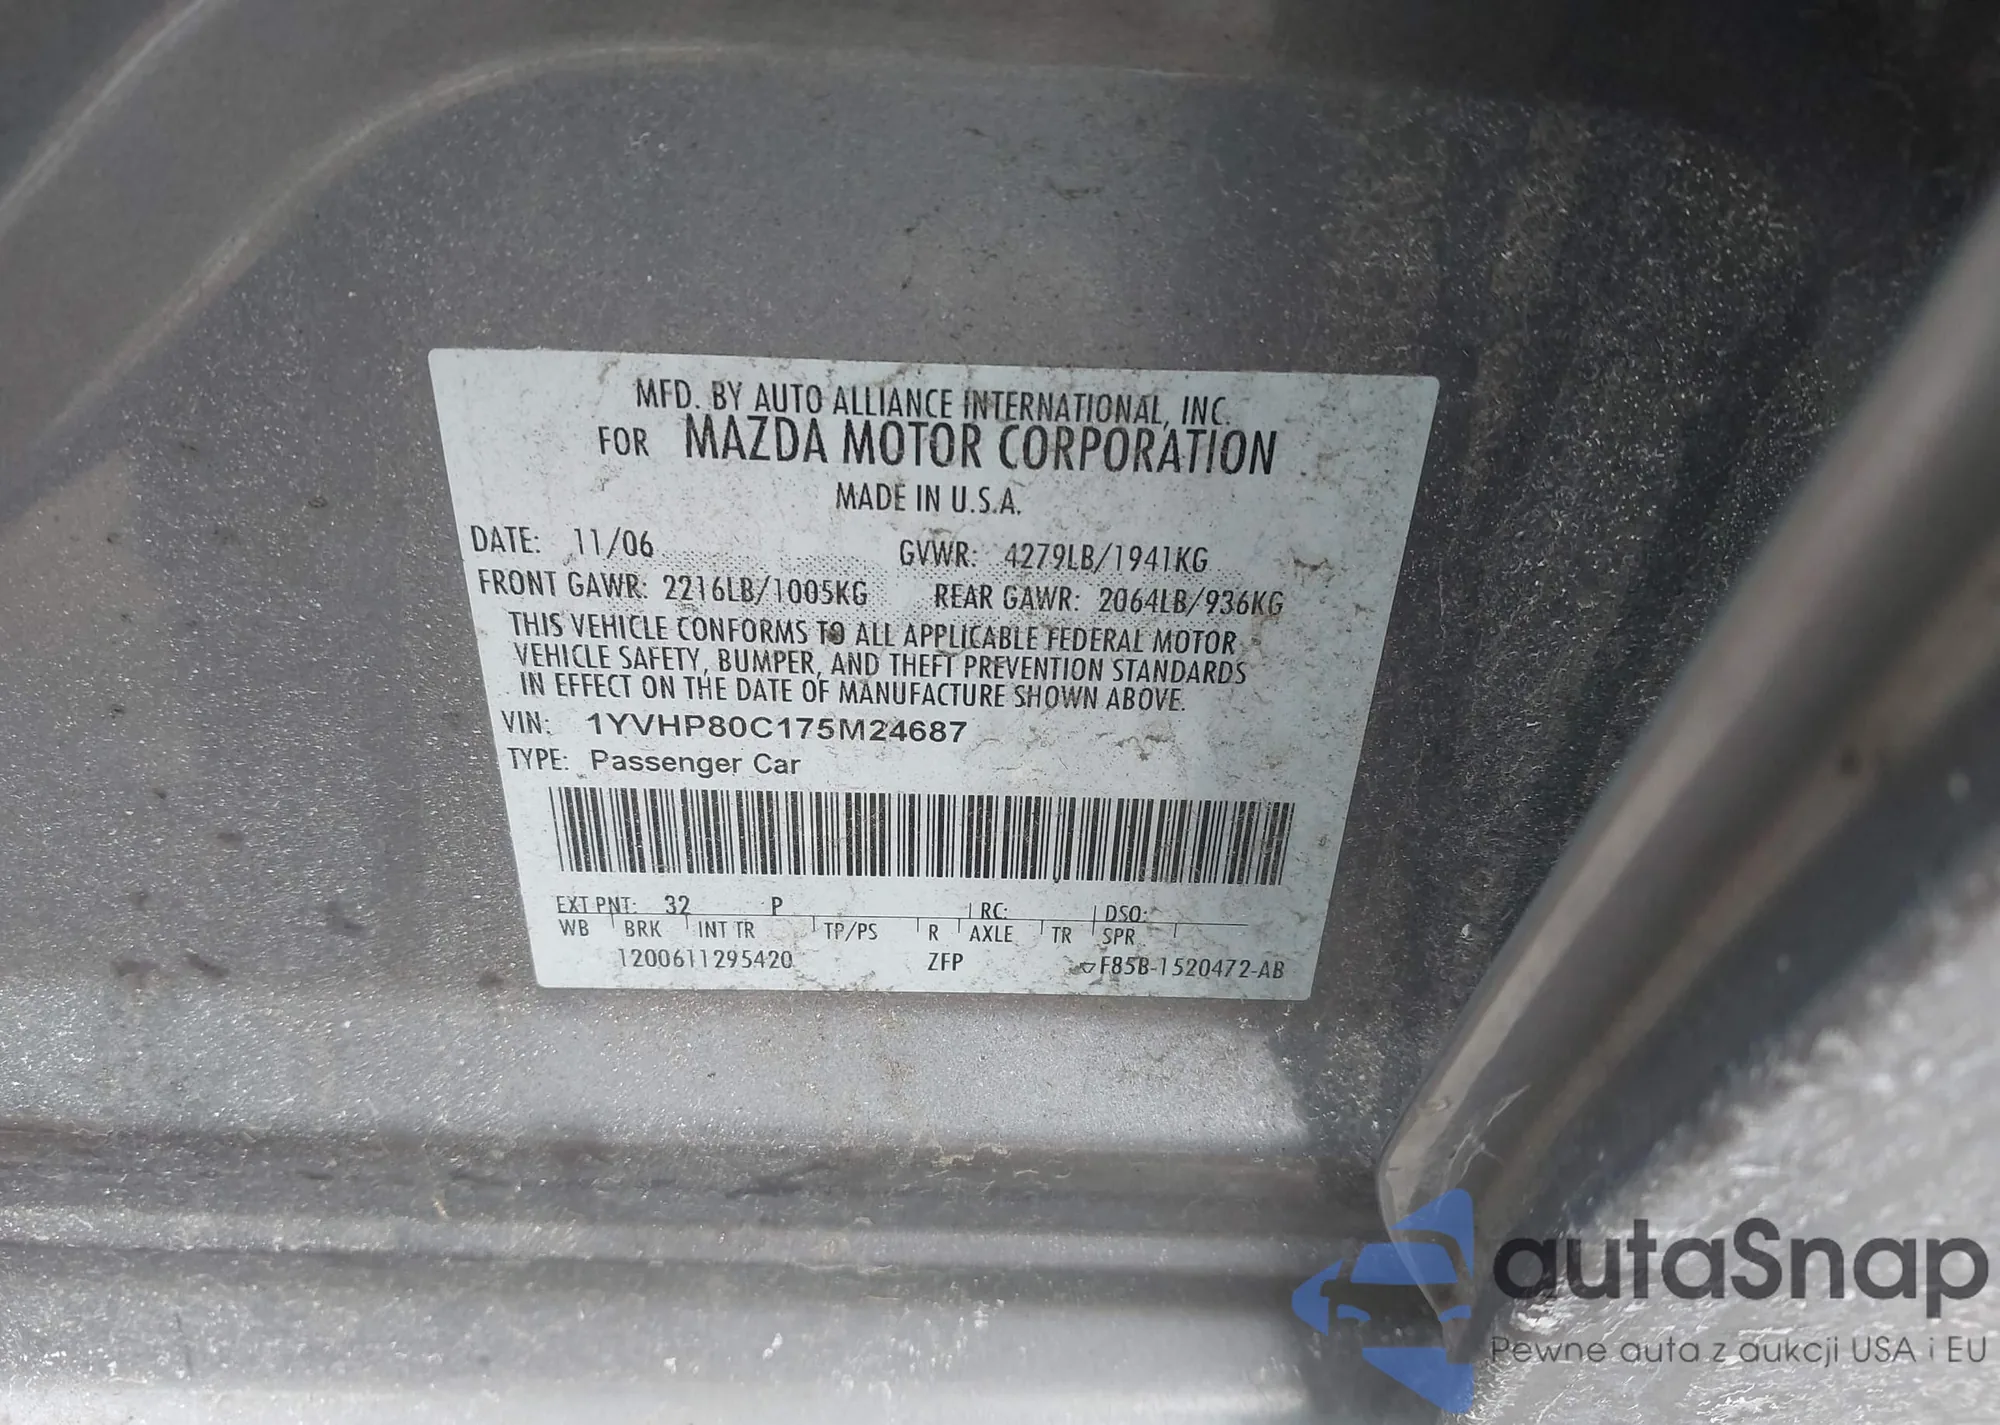 MFD. BY AUTO ALLIANCE INTERNATIONAL, INC.
FOR MAZDA MOTOR CORPORATION
MADE IN U.S.A.
DATE: 11/06 GVWR: 4279LB/1941KG
FRONT GAWR: 2216LB/1005KG REAR GAWR: 2064LB/936KG
THIS VEHICLE CONFORMS TO ALL APPLICABLE FEDERAL MOTOR
VEHICLE SAFETY, BUMPER, AND THEFT PREVENTION STANDARDS
IN EFFECT ON THE DATE OF MANUFACTURE SHOWN ABOVE.
VIN: 1YVHP80C175M24687
TYPE: Passenger Car
EXT PNT: 32 P RC: DSO:
WB BRK INT TR TP/PS R AXLE TR SPR
1200611295420 ZFP F85B-1520472-AB
autaSnap
Pewne auta z aukcji USA i EU